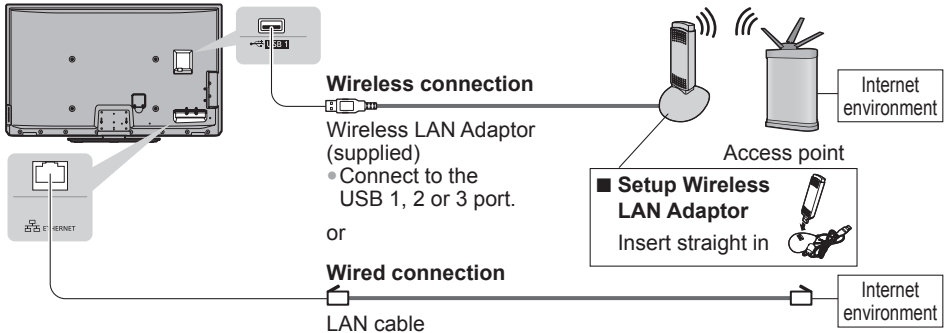 USB 1
Wireless connection
Wireless LAN Adaptor
(supplied)
● Connect to the
USB 1, 2 or 3 port.
or
Internet
environment
Access point
■ Setup Wireless
LAN Adaptor
Insert straight in
ETHERNET
Wired connection
LAN cable
Internet
environment